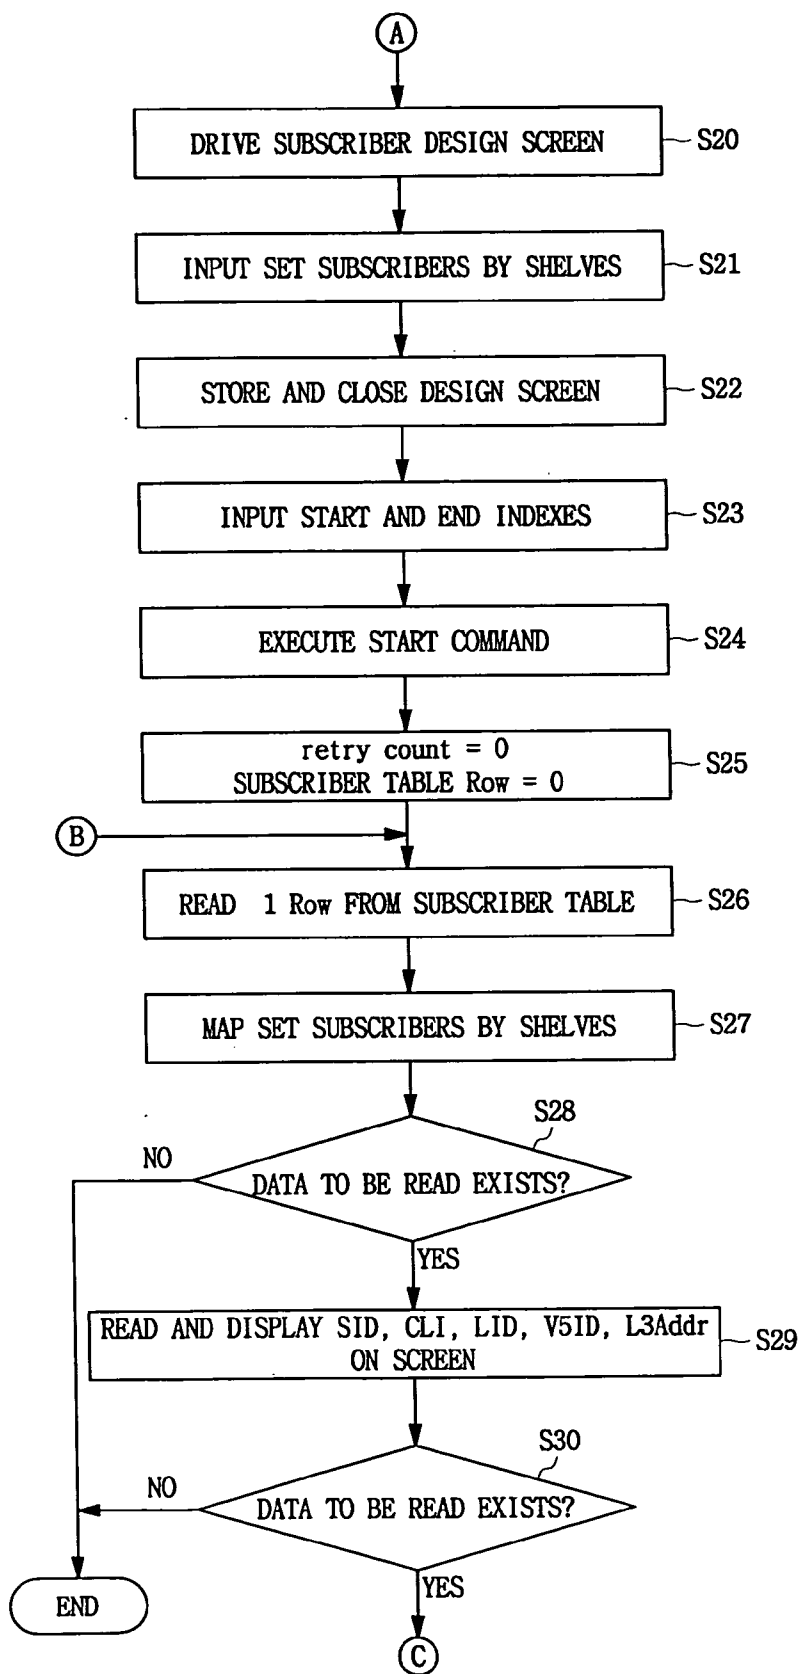 A
DRIVE SUBSCRIBER DESIGN SCREEN
S20
INPUT SET SUBSCRIBERS BY SHELVES
S21
STORE AND CLOSE DESIGN SCREEN
S22
INPUT START AND END INDEXES
S23
EXECUTE START COMMAND
S24
retry count = 0
SUBSCRIBER TABLE Row = 0
S25
B
READ 1 Row FROM SUBSCRIBER TABLE
S26
MAP SET SUBSCRIBERS BY SHELVES
S27
S28
NO
DATA TO BE READ EXISTS?
YES
READ AND DISPLAY SID, CLI, LID, V5ID, L3Addr
ON SCREEN
S29
S30
NO
DATA TO BE READ EXISTS?
YES
END
C